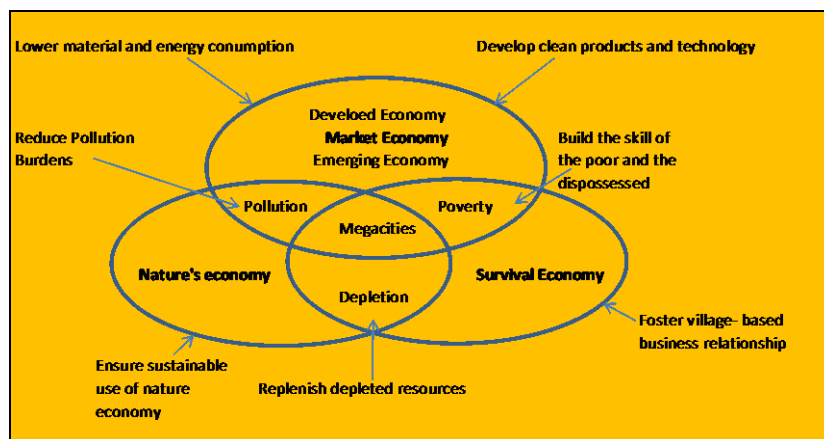 Lower material and energy conumption
Develop clean products and technology
Develoed Economy
Market Economy
Emerging Economy
Reduce Pollution
Burdens
Build the skill of
the poor and the
dispossessed
Pollution
Poverty
Megacities
Nature's economy
Survival Economy
Depletion
Foster village- based
business relationship
Ensure sustainable
use of nature
economy
Replenish depleted resources